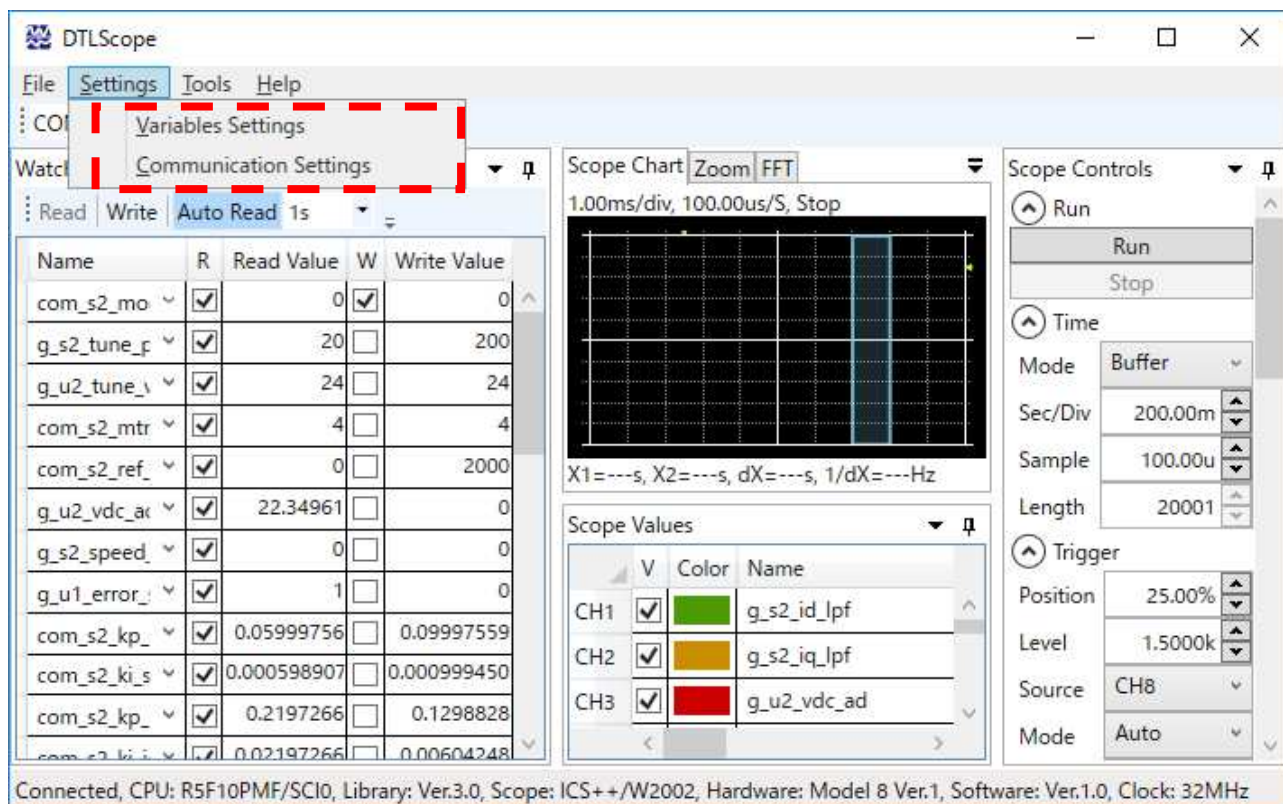 DTLScope
File Settings Tools Help
Variables Settings
Communication Settings
Read Write Auto Read 1s
Name R Read Value W Write Value
com_s2_mo 0 0
g_s2_tune_p 20 200
g_u2_tune_ 24 24
com_s2_mtr 4 4
com_s2_ref_ 0 2000
g_u2_vdc_a 22.34961 0
g_s2_speed_ 0 0
g_u1_error_ 1 0
com_s2_kp_ 0.05999756 0.09997559
com_s2_ki_s 0.000598907 0.000999450
com_s2_kp_ 0.2197266 0.1298828
com_s2_ki_i 0.02197266 0.00604248
Scope Chart Zoom FFT
1.00ms/div, 100.00us/S, Stop
X1=---s, X2=---s, dX=---s, 1/dX=---Hz
Scope Values
V Color Name
CH1 g_s2_id_lpf
CH2 g_s2_iq_lpf
CH3 g_u2_vdc_ad
Scope Controls
Run
Run
Stop
Time
Mode Buffer
Sec/Div 200.00m
Sample 100.00u
Length 20001
Trigger
Position 25.00%
Level 1.5000k
Source CH8
Mode Auto
Connected, CPU: R5F10PMF/SCI0, Library: Ver.3.0, Scope: ICS++/W2002, Hardware: Model 8 Ver.1, Software: Ver.1.0, Clock: 32MHz